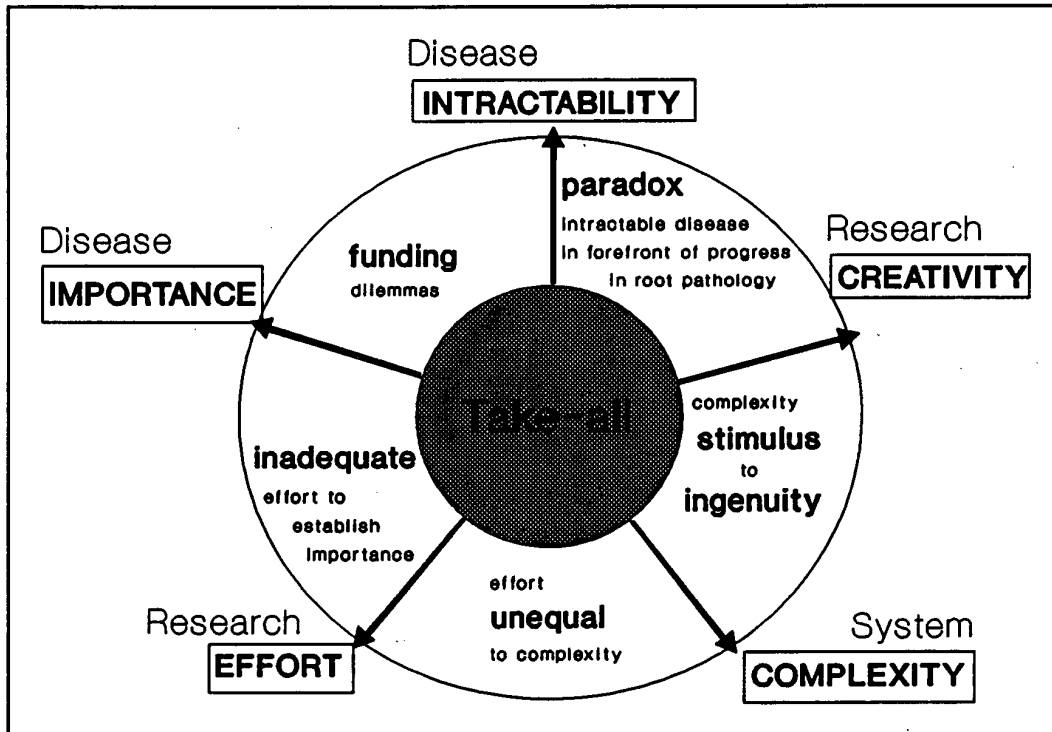 Disease
INTRACTABILITY
paradox
intractable disease
in forefront of progress
in root pathology
Research
CREATIVITY
complexity
stimulus
to
ingenuity
System
COMPLEXITY
effort
unequal
to complexity
Research
EFFORT
inadequate
effort to
establish
importance
Disease
IMPORTANCE
funding
dilemmas
Take-all